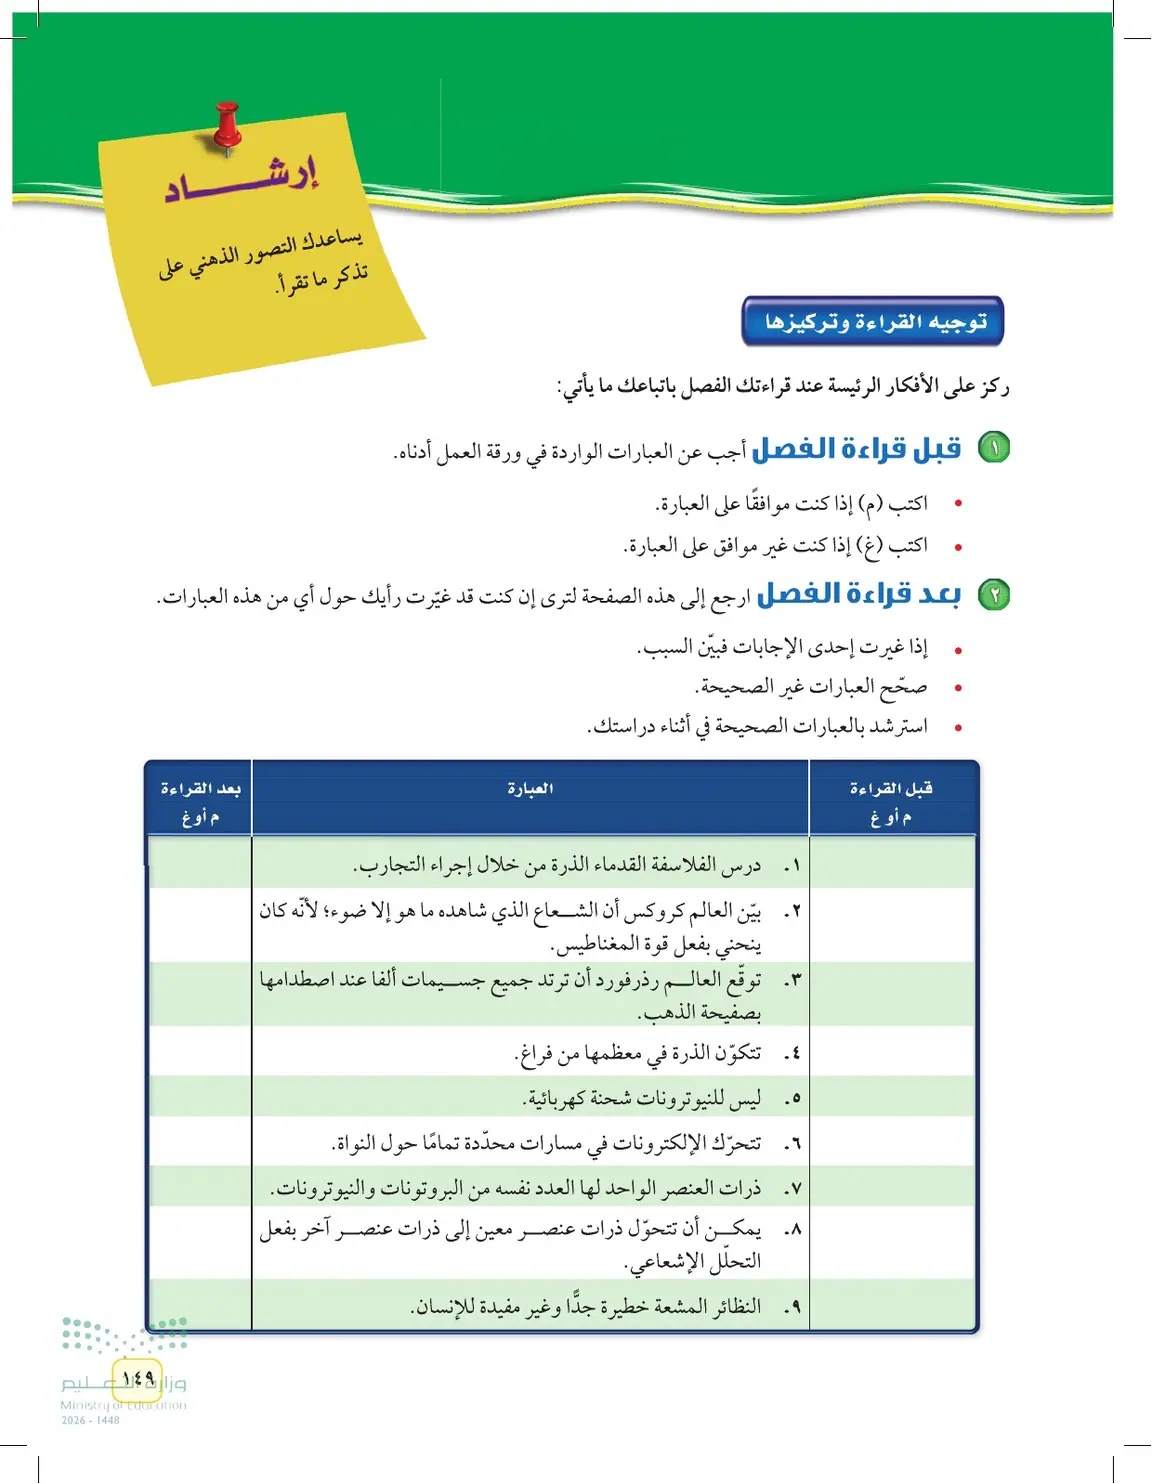 إرشـــــــاد
يساعدك التصور الذهني على
تذكر ما تقرأ.
توجيه القراءة وتركيزها
ركز على الأفكار الرئيسة عند قراءتك الفصل باتباعك ما يأتي:
١ قبل قراءة الفصل أجب عن العبارات الواردة في ورقة العمل أدناه.
• اكتب (م) إذا كنت موافقًا على العبارة.
• اكتب (غ) إذا كنت غير موافق على العبارة.
٢ بعد قراءة الفصل ارجع إلى هذه الصفحة لترى إن كنت قد غيّرت رأيك حول أي من هذه العبارات.
• إذا غيرت إحدى الإجابات فبيّن السبب.
• صحّح العبارات غير الصحيحة.
• استرشد بالعبارات الصحيحة في أثناء دراستك.
قبل القراءة
م أو غ
العبارة
بعد القراءة
م أو غ
١. درس الفلاسفة القدماء الذرة من خلال إجراء التجارب.
٢. بيّن العالم كروكس أن الشـــعاع الذي شاهده ما هو إلا ضوء؛ لأنّه كان
ينحني بفعل قوة المغناطيس.
٣. توقّع العالـــم رذرفورد أن ترتد جميع جســـيمات ألفا عند اصطدامها
بصفيحة الذهب.
٤. تتكوّن الذرة في معظمها من فراغ.
٥. ليس للنيوترونات شحنة كهربائية.
٦. تتحرّك الإلكترونات في مسارات محدّدة تمامًا حول النواة.
٧. ذرات العنصر الواحد لها العدد نفسه من البروتونات والنيوترونات.
٨. يمكـــن أن تتحوّل ذرات عنصـــر معين إلى ذرات عنصـــر آخر بفعل
التحلّل الإشعاعي.
٩. النظائر المشعة خطيرة جدًّا وغير مفيدة للإنسان.
١٤٩
وزارة التعليم
Ministry of Education
2026 - 1448